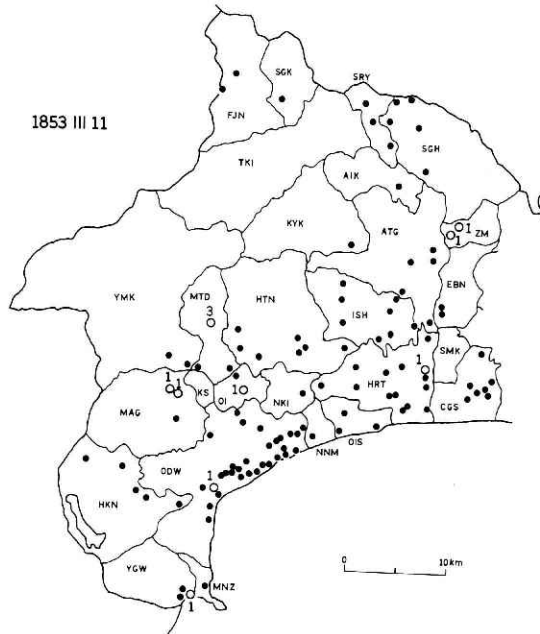 SGK
SRY
FJN
1853 III 11
SGH
TKI
AIK
KYK
ATG
1
ZM
1
YMK
MTD
HTN
EBN
3
ISH
SMK
1
1
1
1
KS
OI
HRT
MAG
NKI
CGS
OIS
NNM
ODW
1
HKN
0
10km
YGW
MNZ
1